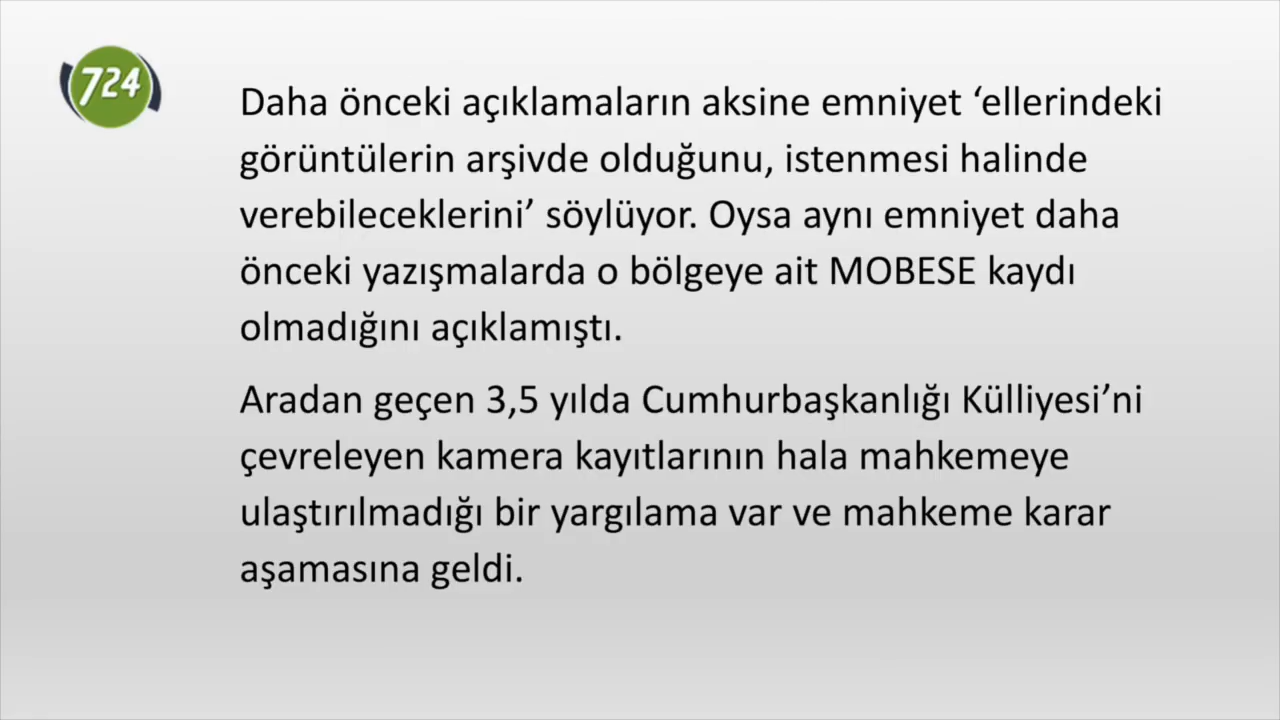 724
Daha önceki açıklamaların aksine emniyet ‘ellerindeki
görüntülerin arşivde olduğunu, istenmesi halinde
verebileceklerini’ söylüyor. Oysa aynı emniyet daha
önceki yazışmalarda o bölgeye ait MOBESE kaydı
olmadığını açıklamıştı.
Aradan geçen 3,5 yılda Cumhurbaşkanlığı Külliyesi’ni
çevreleyen kamera kayıtlarının hala mahkemeye
ulaştırılmadığı bir yargılama var ve mahkeme karar
aşamasına geldi.